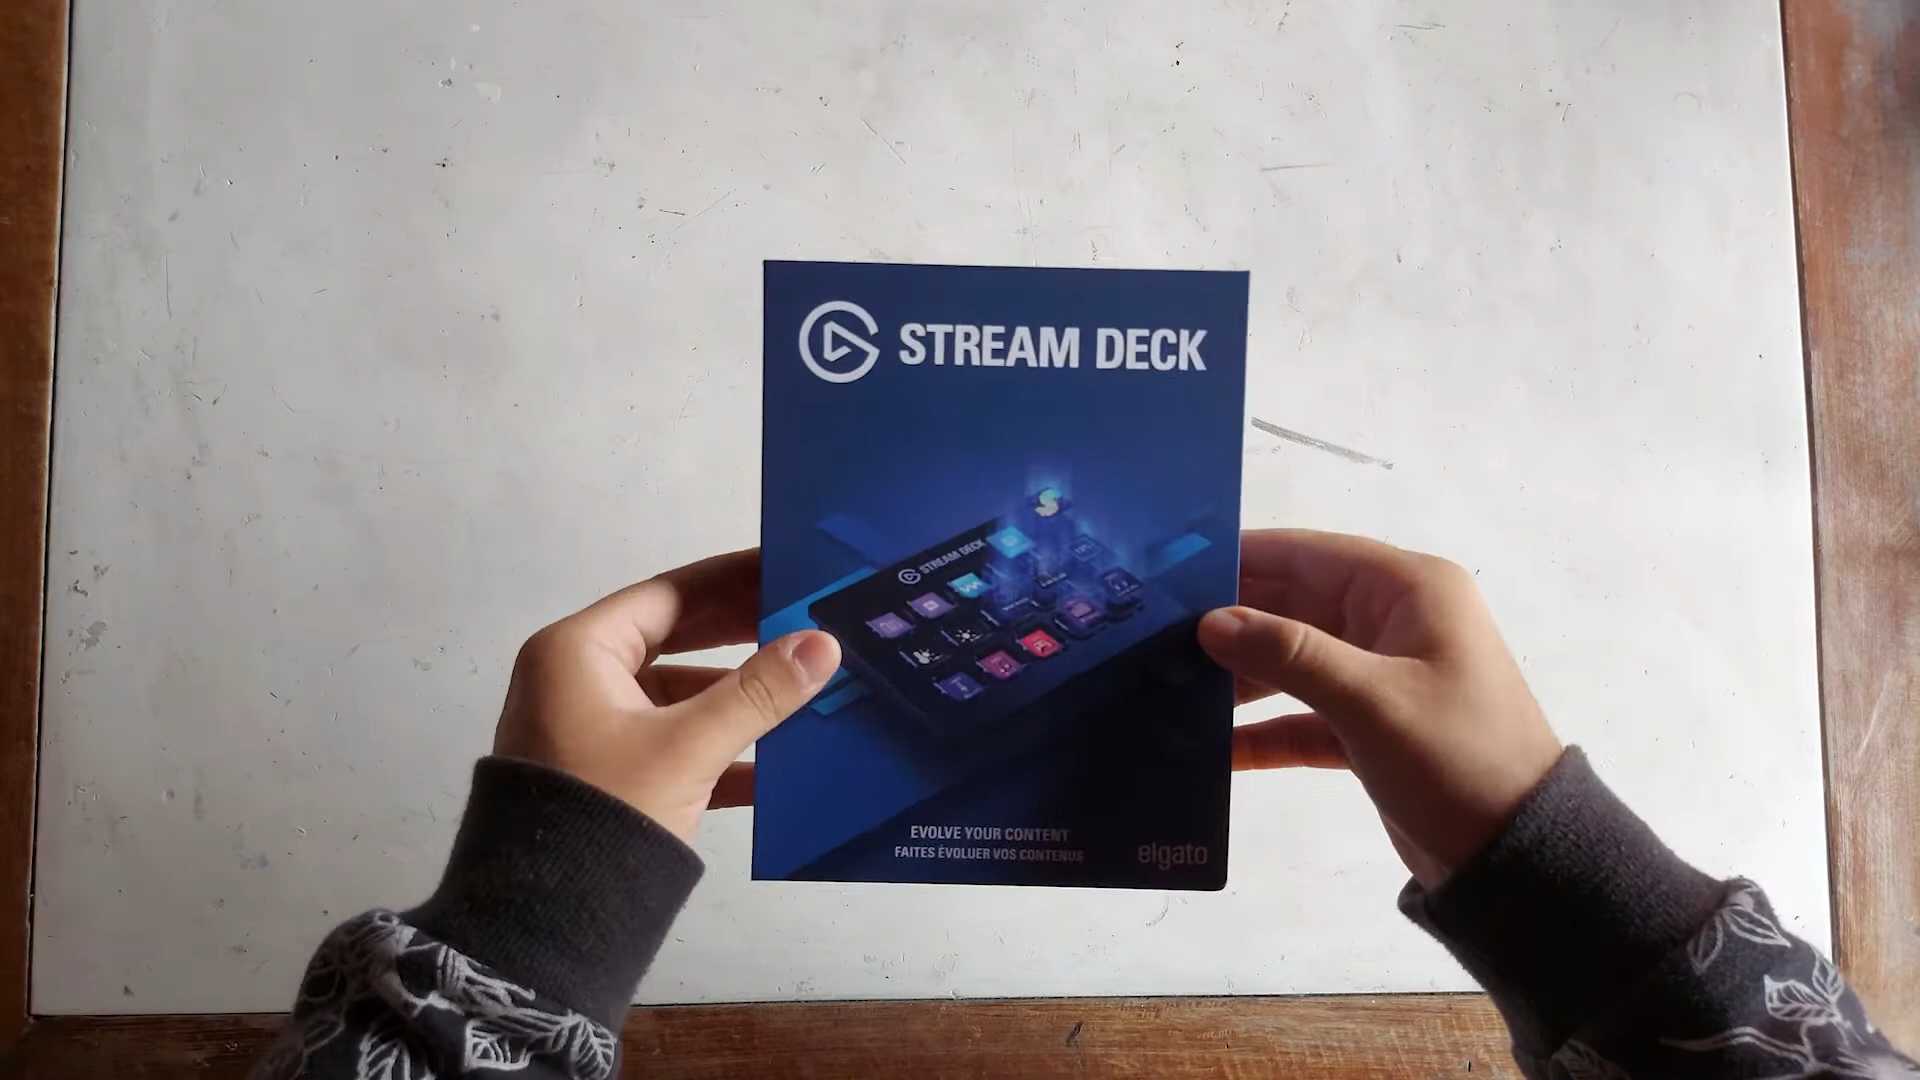 STREAM DECK
STREAM DECK
EVOLVE YOUR CONTENT
FAITES ÉVOLUER VOS CONTENUS
elgato